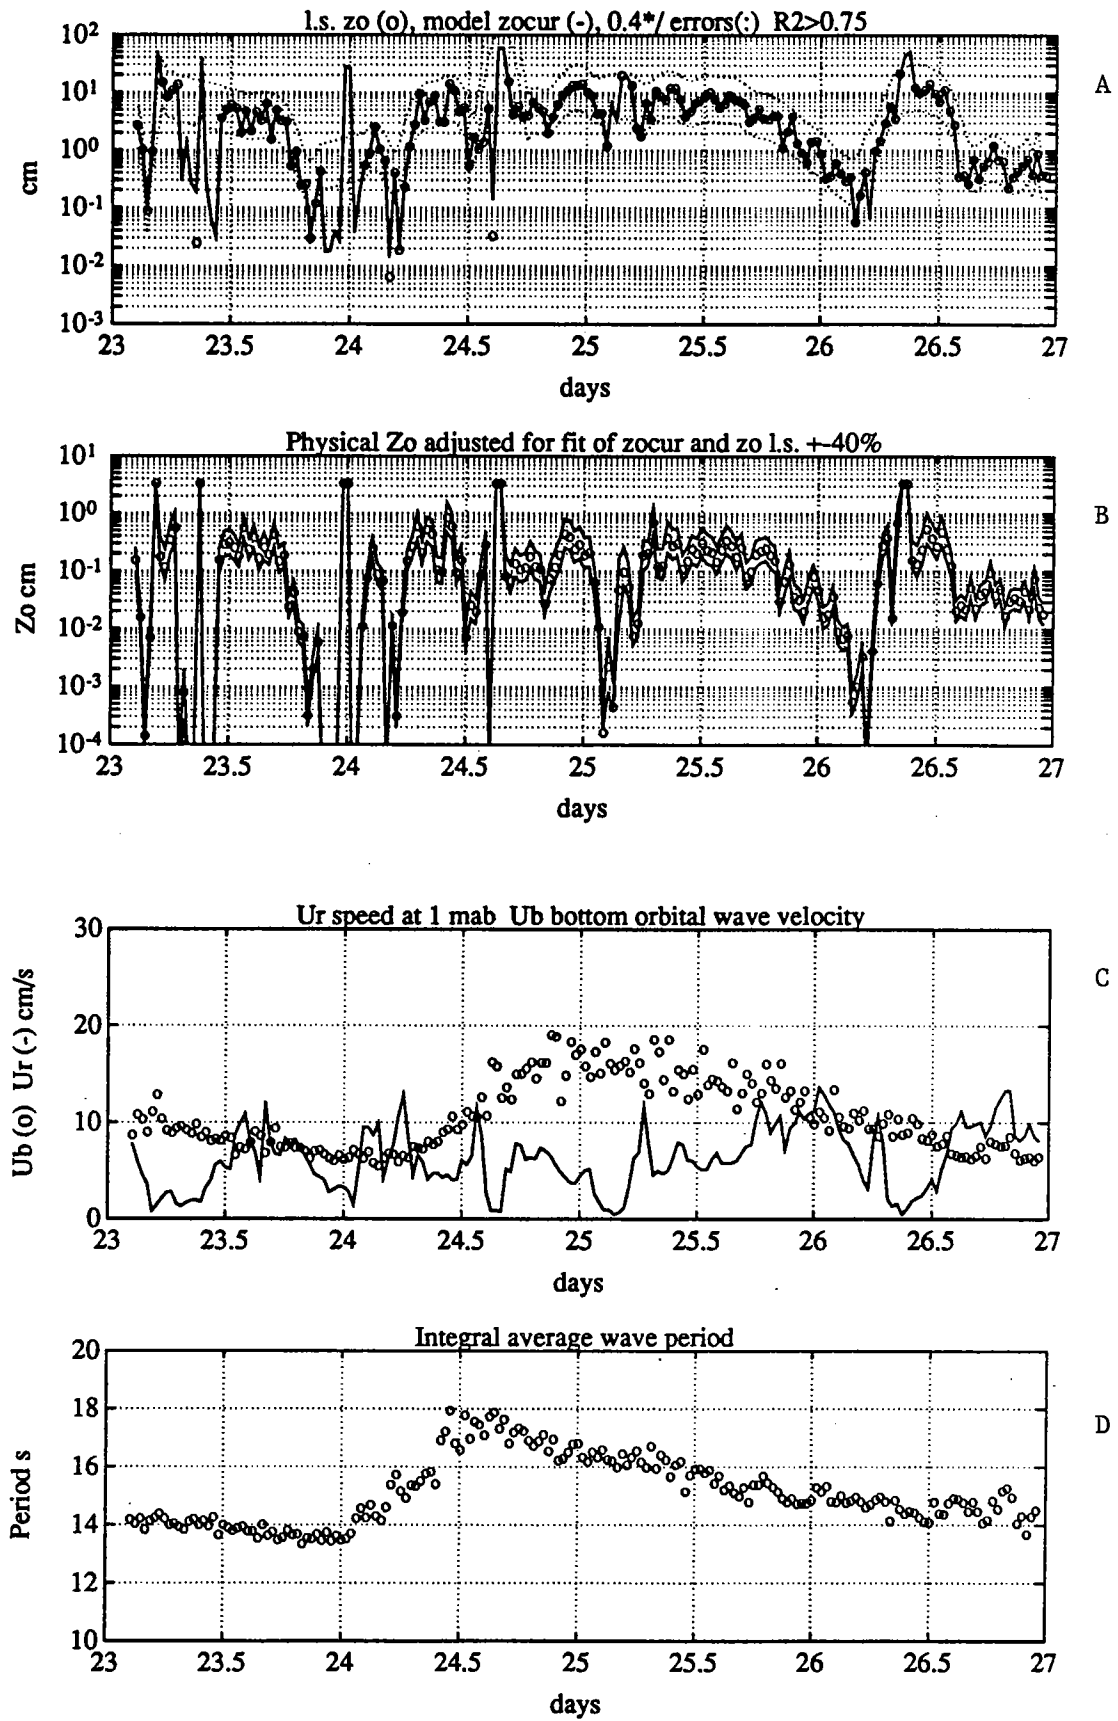 l.s. zo (o), model zocur (-), 0.4*/ errors(:) R2>0.75
10² 10¹ 10⁰ 10⁻¹ 10⁻² 10⁻³
cm
A
23 23.5 24 24.5 25 25.5 26 26.5 27
days
Physical Zo adjusted for fit of zocur and zo l.s. +-40%
10¹ 10⁰ 10⁻¹ 10⁻² 10⁻³ 10⁻⁴
Zo cm
B
23 23.5 24 24.5 25 25.5 26 26.5 27
days
Ur speed at 1 mab Ub bottom orbital wave velocity
30 20 10 0
Ub (o) Ur (-) cm/s
C
23 23.5 24 24.5 25 25.5 26 26.5 27
days
Integral average wave period
20 18 16 14 12 10
Period s
D
23 23.5 24 24.5 25 25.5 26 26.5 27
days